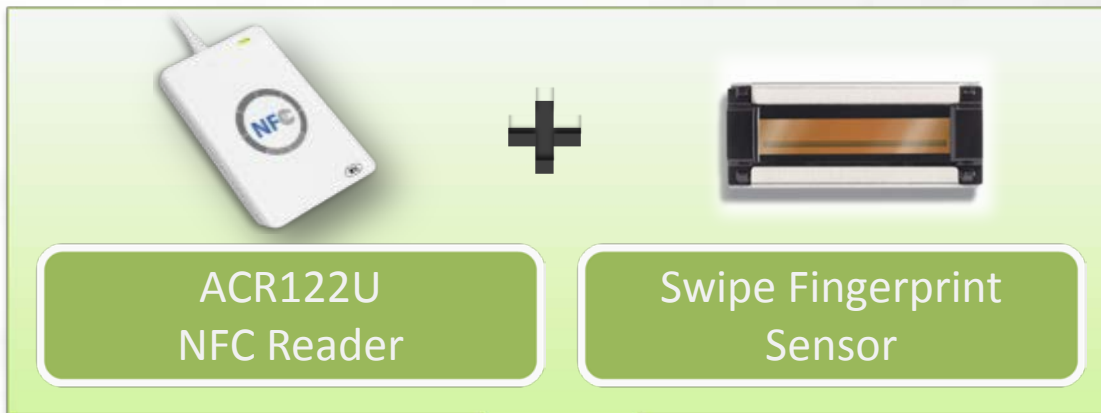 NFC
ACR122U
NFC Reader
Swipe Fingerprint
Sensor